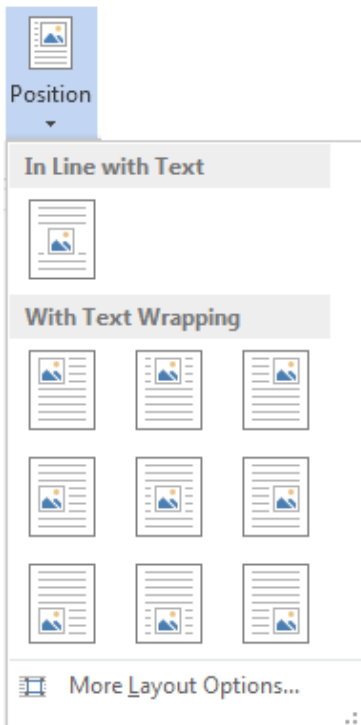 Position
In Line with Text
With Text Wrapping
More Layout Options...